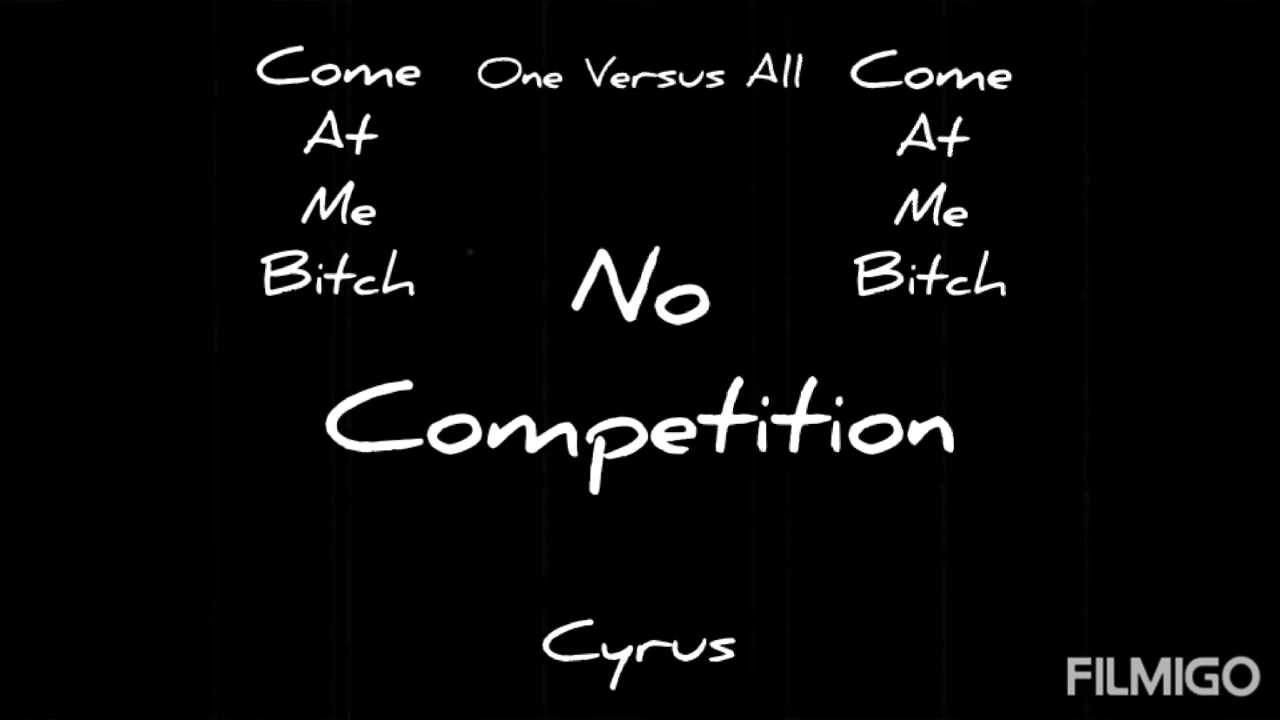 Come
At
Me
Bitch
One Versus All
Come
At
Me
Bitch
No
Competition
Cyrus
FILMIGO